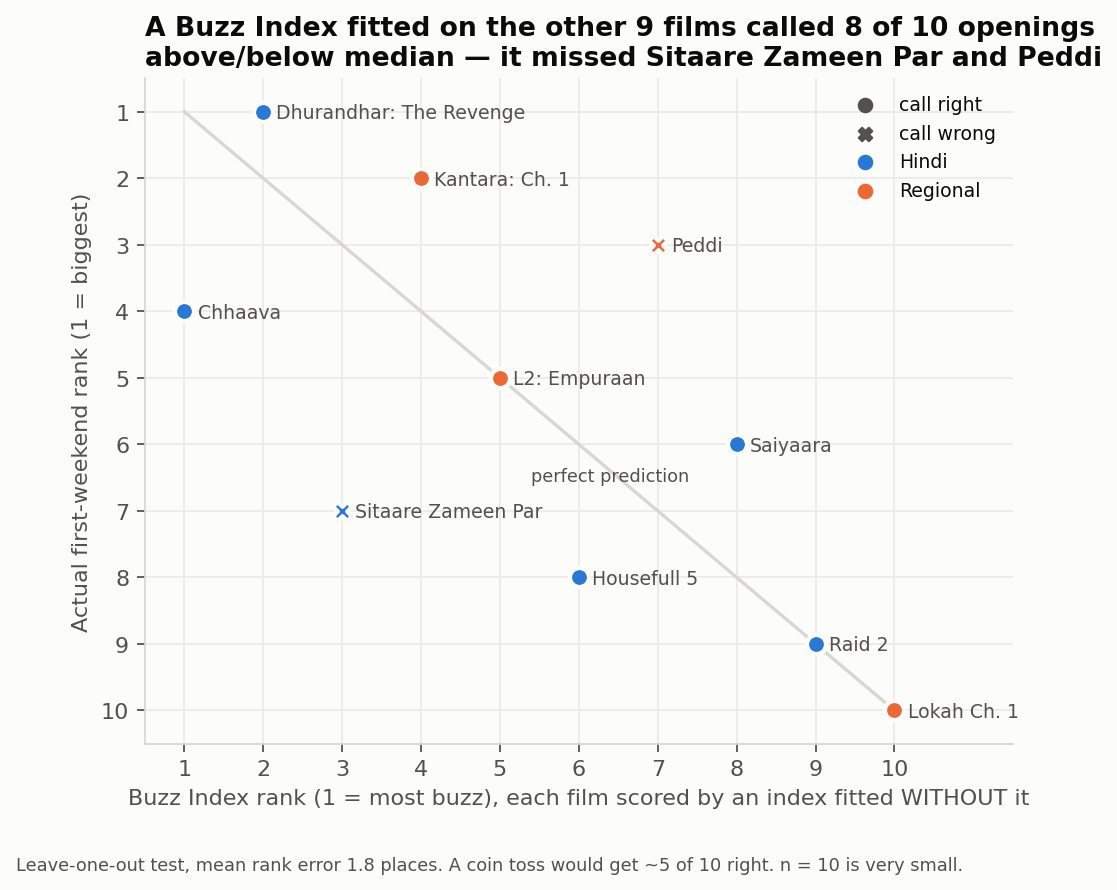 A Buzz Index fitted on the other 9 films called 8 of 10 openings
above/below median — it missed Sitaare Zameen Par and Peddi
call right
call wrong
Hindi
Regional
Actual first-weekend rank (1 = biggest)
1
2
3
4
5
6
7
8
9
10
Dhurandhar: The Revenge
Kantara: Ch. 1
Peddi
Chhaava
L2: Empuraan
Saiyaara
perfect prediction
Sitaare Zameen Par
Housefull 5
Raid 2
Lokah Ch. 1
1 2 3 4 5 6 7 8 9 10
Buzz Index rank (1 = most buzz), each film scored by an index fitted WITHOUT it
Leave-one-out test, mean rank error 1.8 places. A coin toss would get ~5 of 10 right. n = 10 is very small.